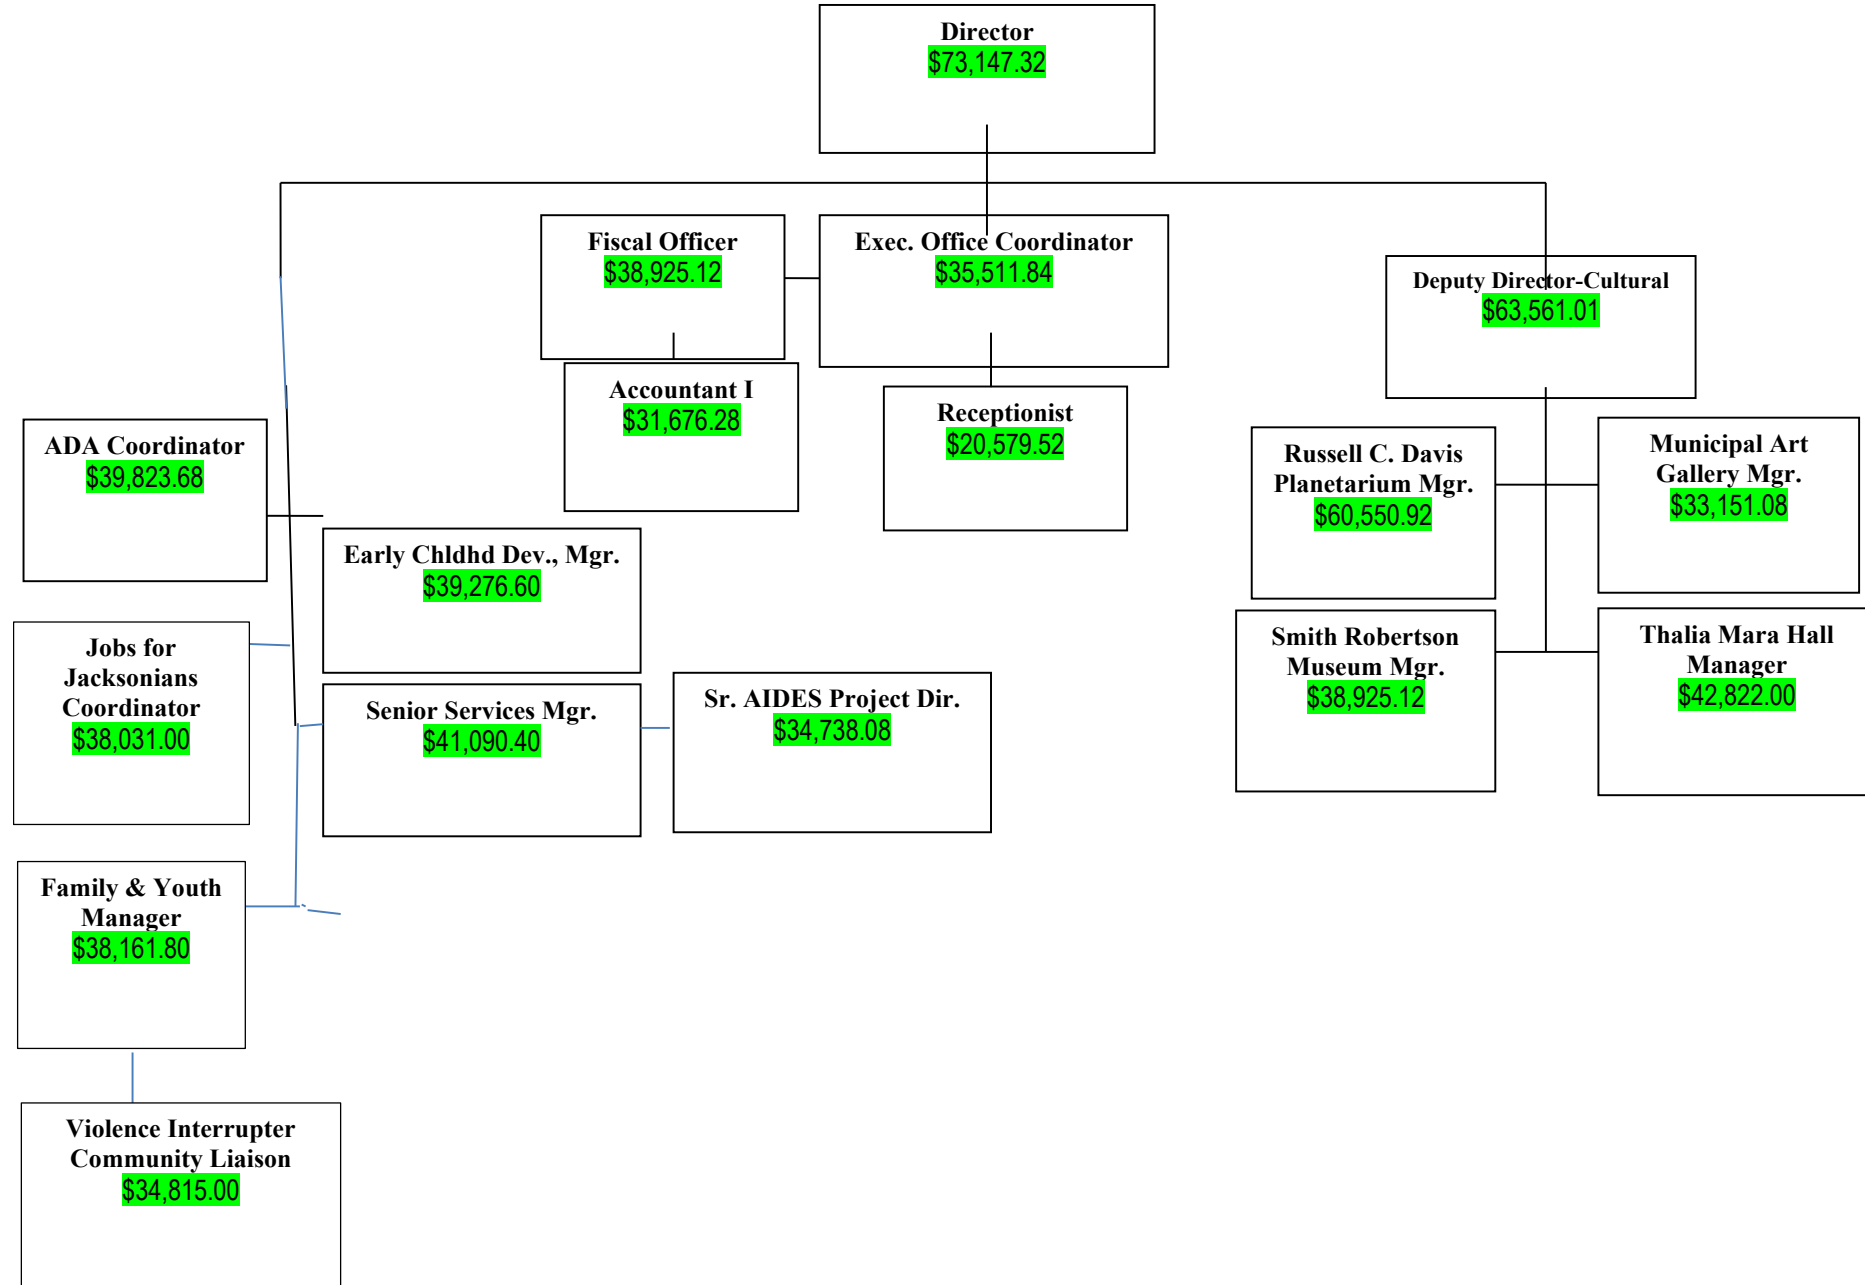 Director
$73,147.32
Fiscal Officer
$38,925.12
Exec. Office Coordinator
$35,511.84
Deputy Director-Cultural
$63,561.01
Accountant I
$31,676.28
Receptionist
$20,579.52
ADA Coordinator
$39,823.68
Russell C. Davis
Planetarium Mgr.
$60,550.92
Municipal Art
Gallery Mgr.
$33,151.08
Early Chldhd Dev., Mgr.
$39,276.60
Jobs for
Jacksonians
Coordinator
$38,031.00
Senior Services Mgr.
$41,090.40
Sr. AIDES Project Dir.
$34,738.08
Smith Robertson
Museum Mgr.
$38,925.12
Thalia Mara Hall
Manager
$42,822.00
Family & Youth
Manager
$38,161.80
Violence Interrupter
Community Liaison
$34,815.00